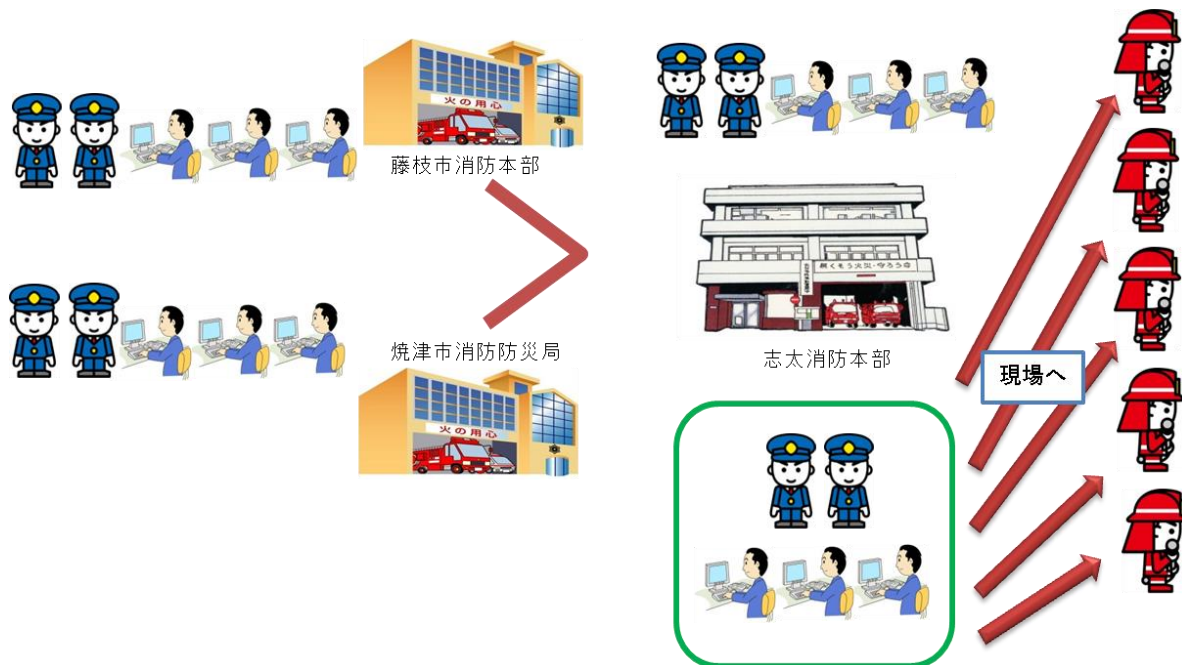 火の用心
藤枝市消防本部
焼津市消防防災局
火の用心
志太消防本部
現場へ